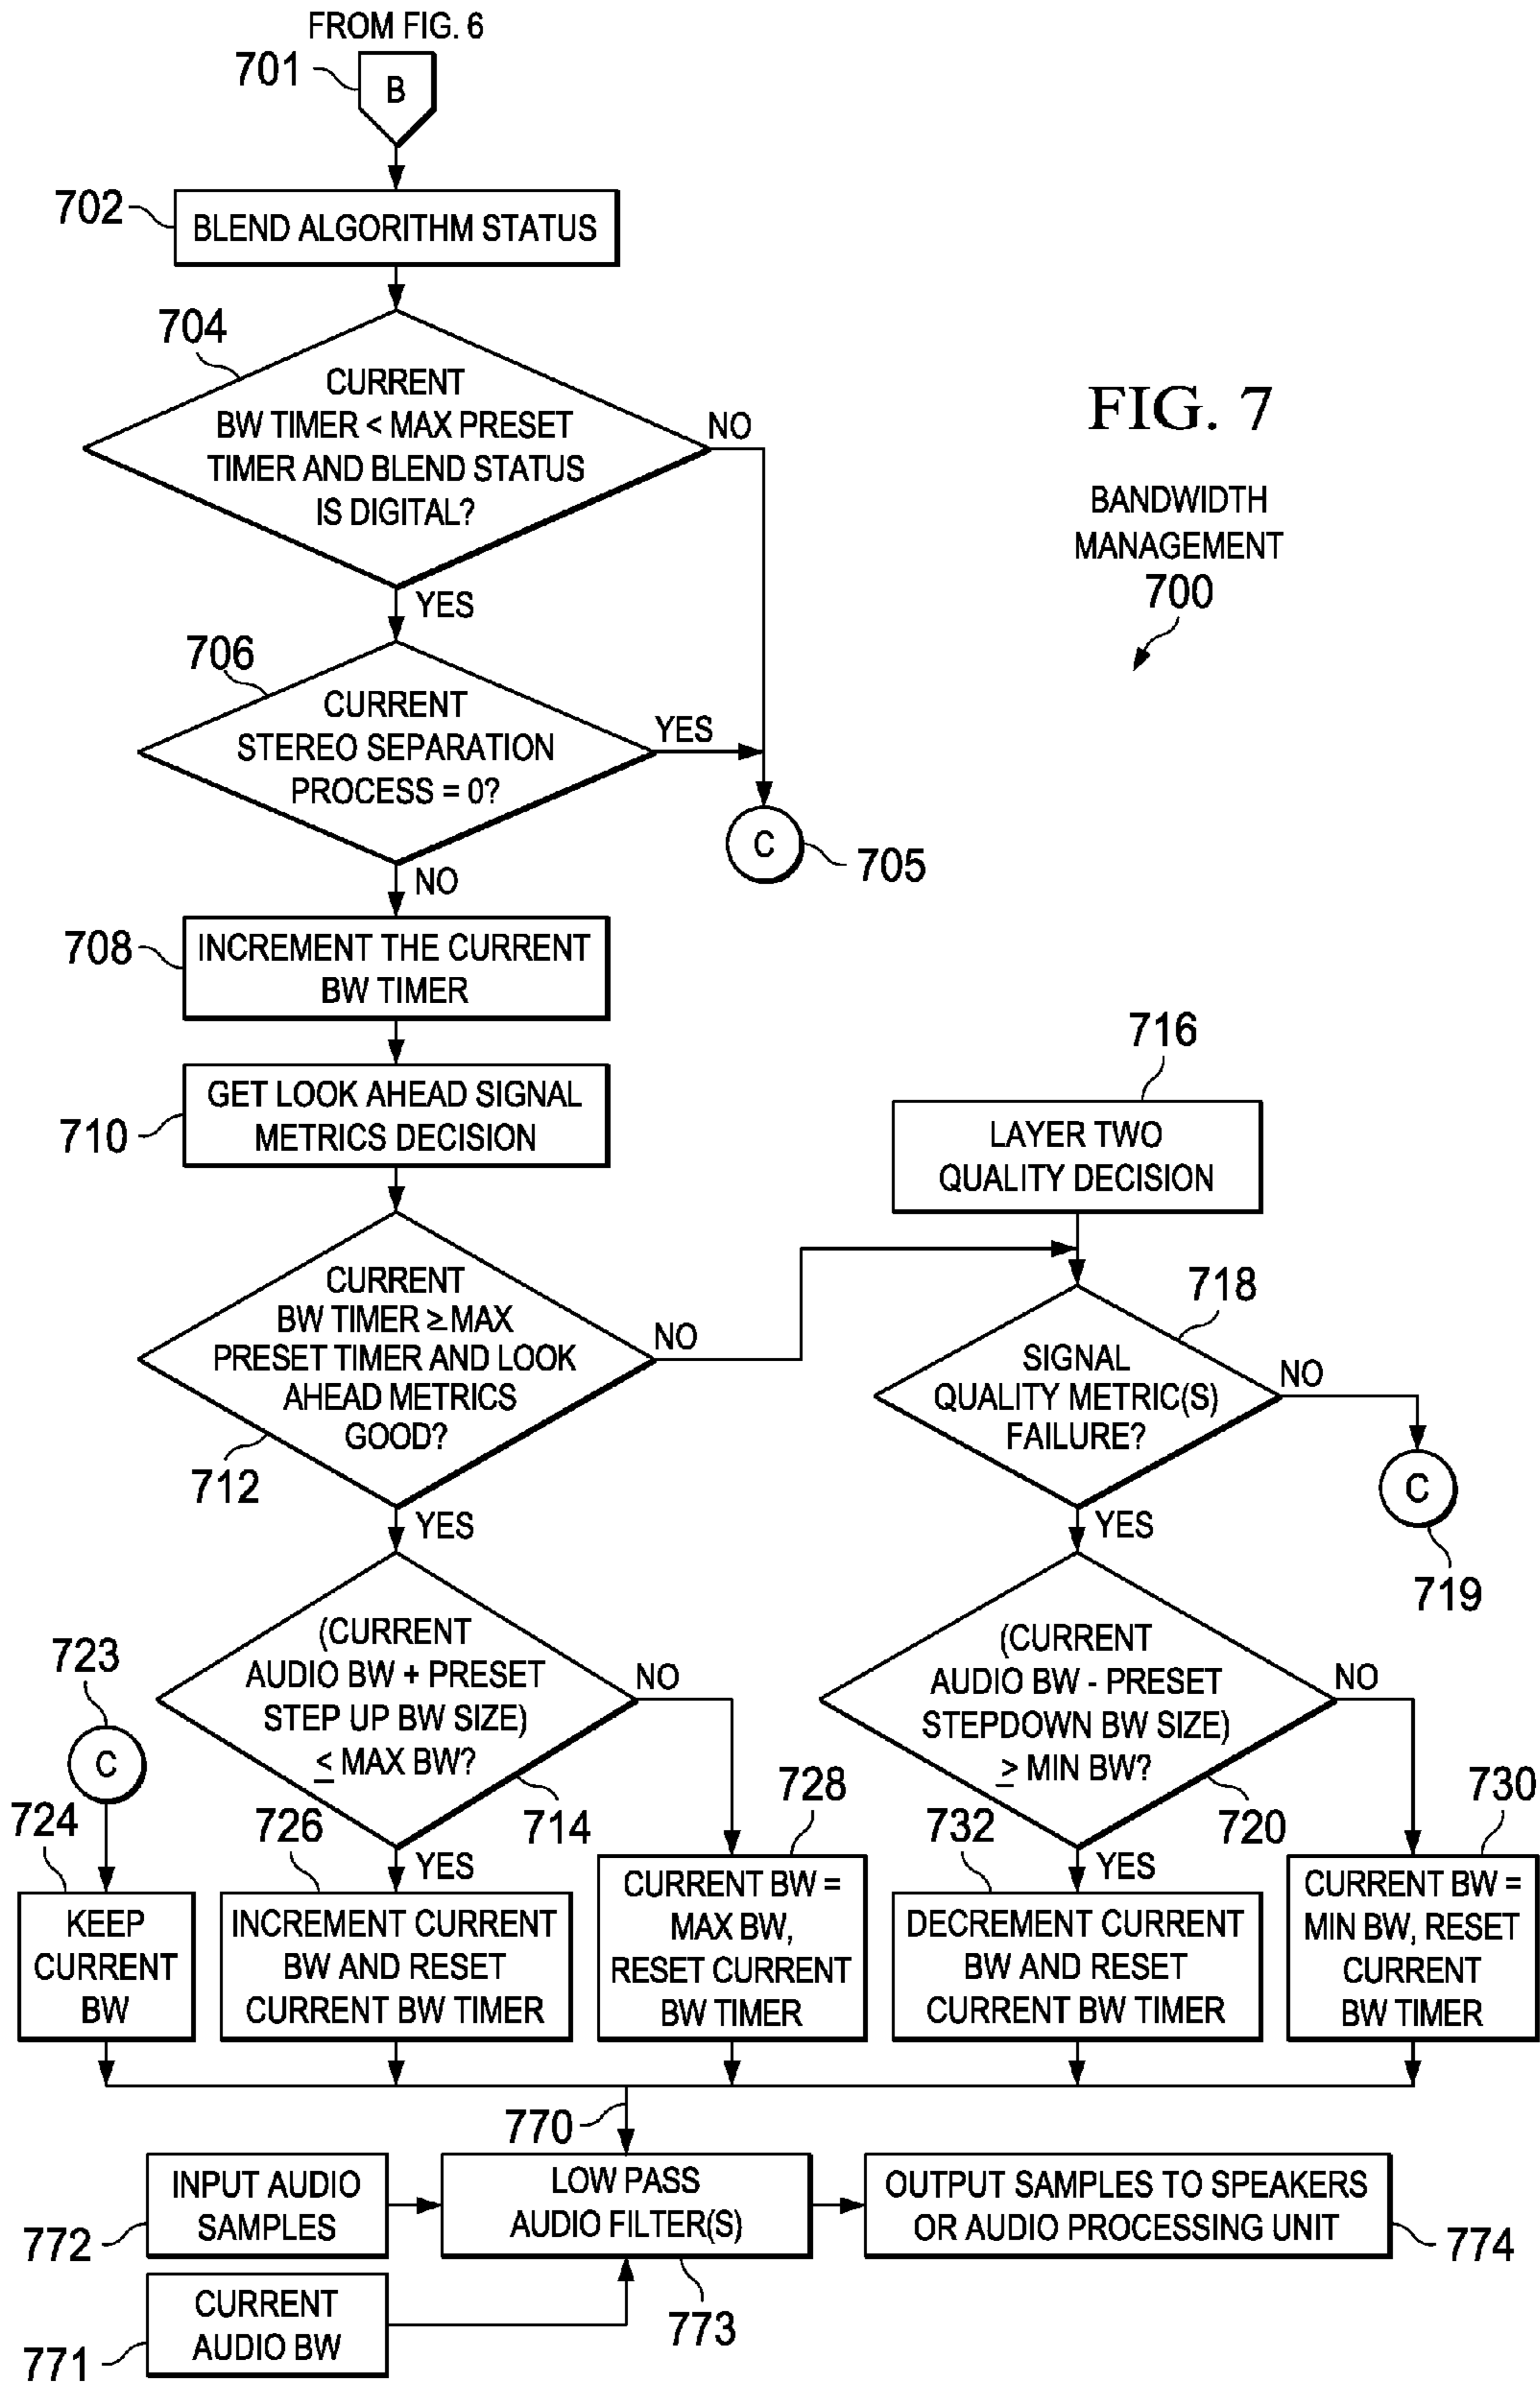 FROM FIG. 6
701
B
702
BLEND ALGORITHM STATUS
704
CURRENT
BW TIMER < MAX PRESET
TIMER AND BLEND STATUS
IS DIGITAL?
NO
YES
FIG. 7
BANDWIDTH
MANAGEMENT
700
706
CURRENT
STEREO SEPARATION
PROCESS = 0?
YES
NO
C
705
708
INCREMENT THE CURRENT
BW TIMER
710
GET LOOK AHEAD SIGNAL
METRICS DECISION
716
LAYER TWO
QUALITY DECISION
CURRENT
BW TIMER ≥ MAX
PRESET TIMER AND LOOK
AHEAD METRICS
GOOD?
712
NO
YES
718
SIGNAL
QUALITY METRIC(S)
FAILURE?
NO
YES
C
719
723
C
(CURRENT
AUDIO BW + PRESET
STEP UP BW SIZE)
≤ MAX BW?
714
NO
YES
(CURRENT
AUDIO BW - PRESET
STEPDOWN BW SIZE)
≥ MIN BW?
720
NO
YES
724
KEEP
CURRENT
BW
726
INCREMENT CURRENT
BW AND RESET
CURRENT BW TIMER
728
CURRENT BW =
MAX BW,
RESET CURRENT
BW TIMER
732
DECREMENT CURRENT
BW AND RESET
CURRENT BW TIMER
730
CURRENT BW =
MIN BW, RESET
CURRENT
BW TIMER
770
772
INPUT AUDIO
SAMPLES
LOW PASS
AUDIO FILTER(S)
773
OUTPUT SAMPLES TO SPEAKERS
OR AUDIO PROCESSING UNIT
774
771
CURRENT
AUDIO BW